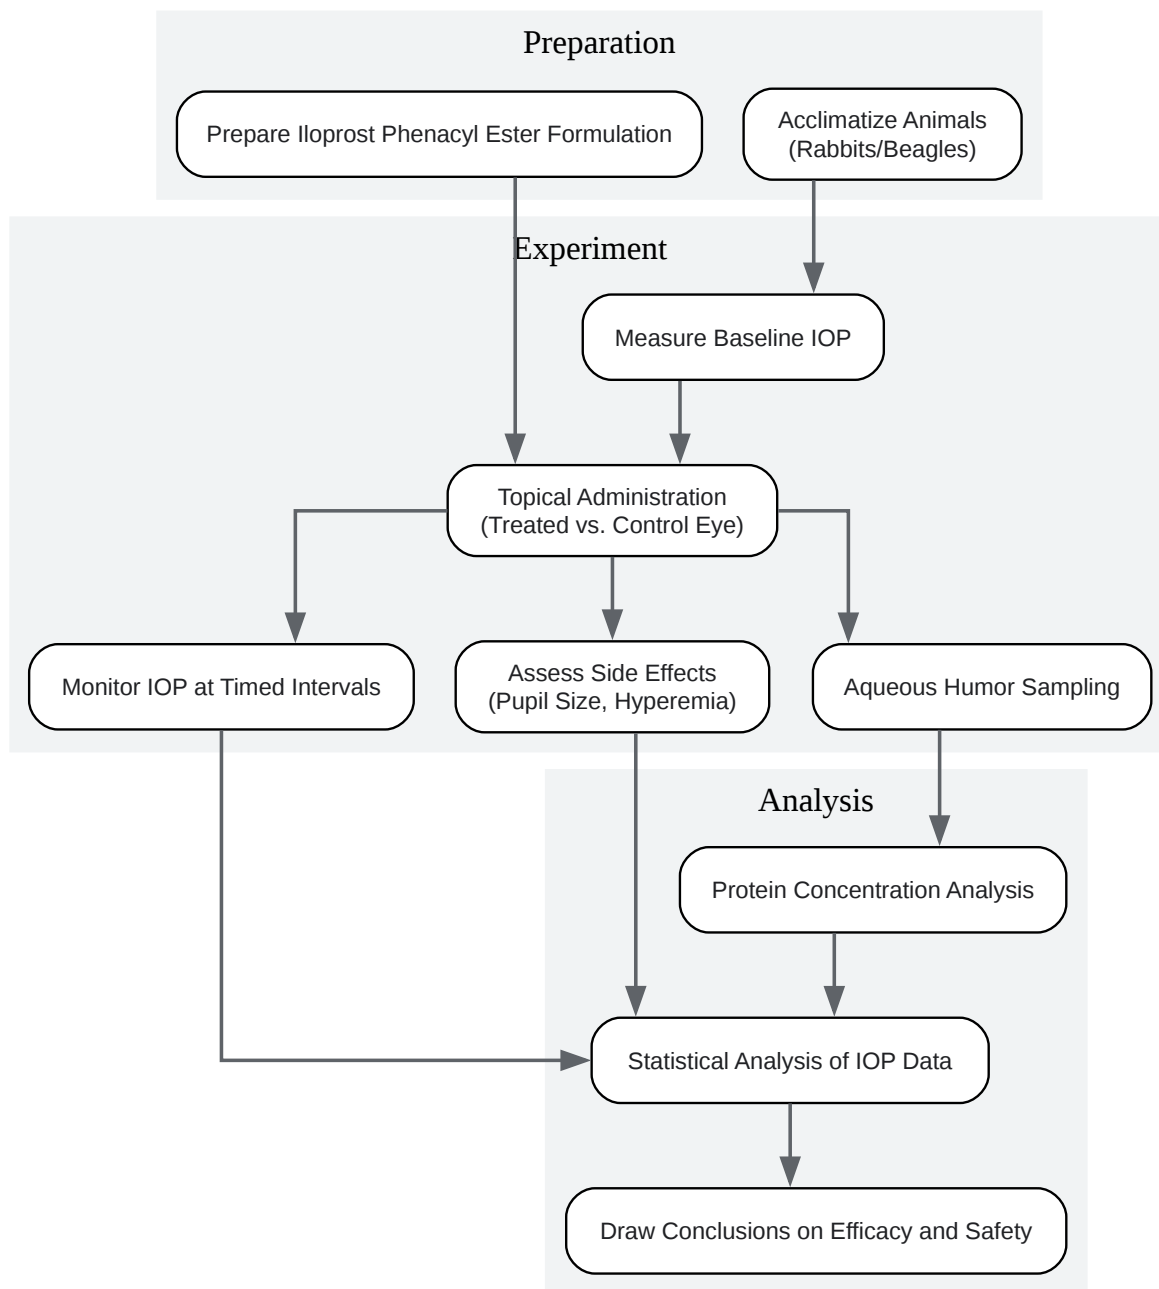 Preparation
Prepare Iloprost Phenacyl Ester Formulation
Acclimatize Animals
(Rabbits/Beagles)
Experiment
Measure Baseline IOP
Topical Administration
(Treated vs. Control Eye)
Monitor IOP at Timed Intervals
Assess Side Effects
(Pupil Size, Hyperemia)
Aqueous Humor Sampling
Analysis
Protein Concentration Analysis
Statistical Analysis of IOP Data
Draw Conclusions on Efficacy and Safety